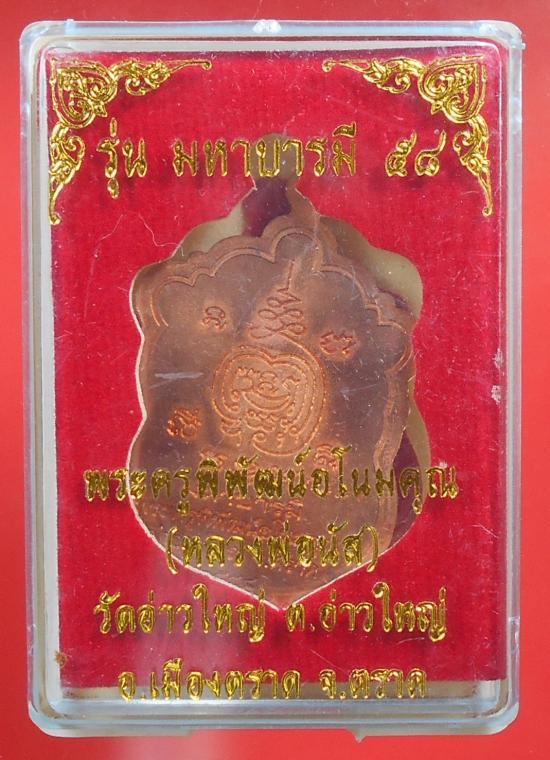 รุ่น มหาบารมี ๕๘
พระครูพิพัฒน์อโนมคุณ
(หลวงพ่อนัส)
วัดอ่าวใหญ่ ต.อ่าวใหญ่
อ.เมืองตราด จ.ตราด